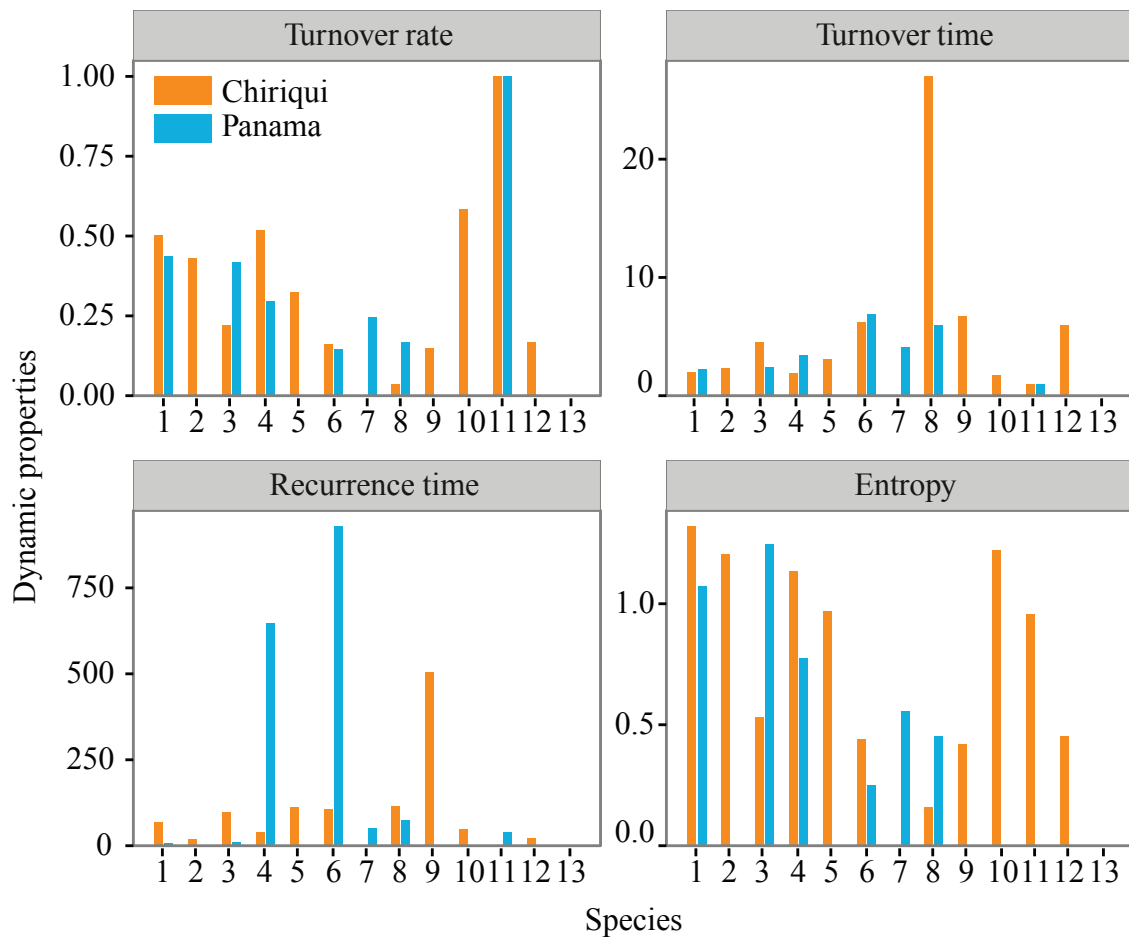 Turnover rate
Turnover time
Chiriqui
Panama
1.00
0.75
0.50
0.25
0.00
20
10
0
1 2 3 4 5 6 7 8 9 10 11 12 13
1 2 3 4 5 6 7 8 9 10 11 12 13
Dynamic properties
Recurrence time
Entropy
750
500
250
0
1.0
0.5
0.0
1 2 3 4 5 6 7 8 9 10 11 12 13
1 2 3 4 5 6 7 8 9 10 11 12 13
Species